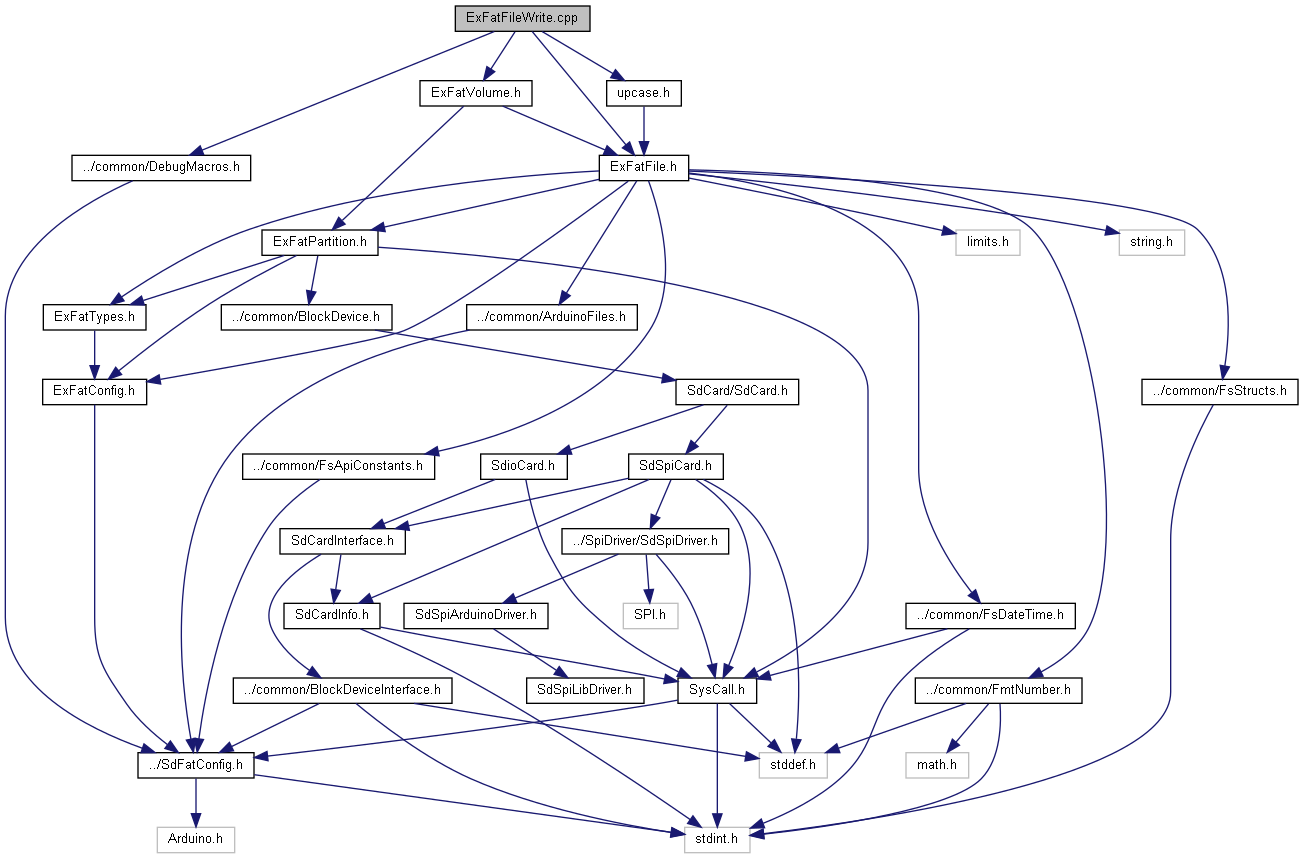 ExFatFileWrite.cpp
ExFatVolume.h
upcase.h
../common/DebugMacros.h
ExFatFile.h
ExFatPartition.h
limits.h
string.h
ExFatTypes.h
../common/BlockDevice.h
../common/ArduinoFiles.h
ExFatConfig.h
SdCard/SdCard.h
../common/FsStructs.h
../common/FsApiConstants.h
SdioCard.h
SdSpiCard.h
SdCardInterface.h
../SpiDriver/SdSpiDriver.h
SdCardInfo.h
SdSpiArduinoDriver.h
SPI.h
../common/FsDateTime.h
../common/BlockDeviceInterface.h
SdSpiLibDriver.h
SysCall.h
../common/FmtNumber.h
../SdFatConfig.h
stddef.h
math.h
Arduino.h
stdint.h